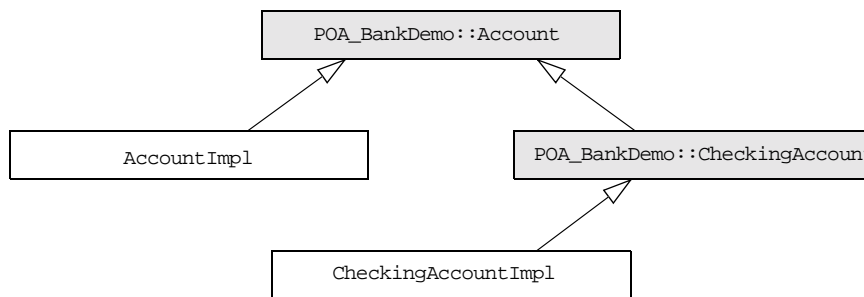 POA_BankDemo::Account
AccountImpl
POA_BankDemo::CheckingAccoun
CheckingAccountImpl